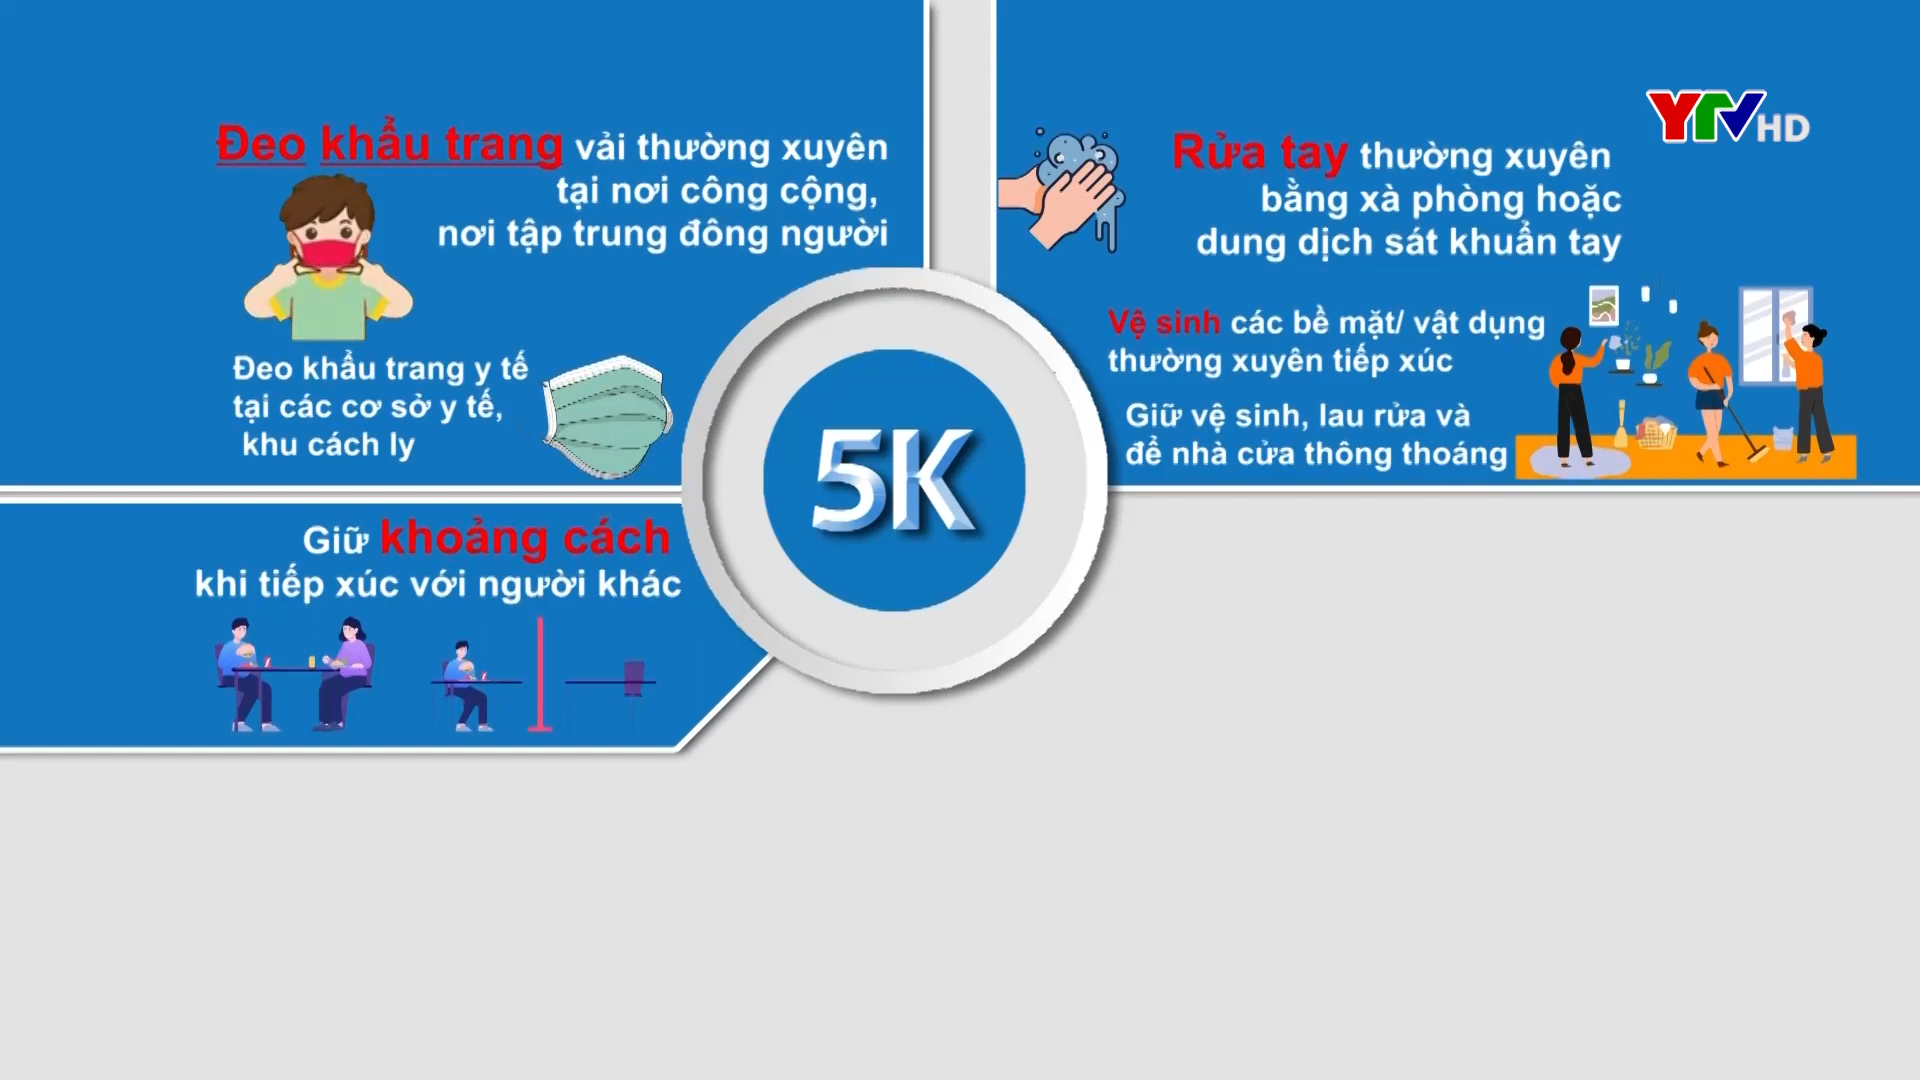 Đeo khẩu trang vải thường xuyên
tại nơi công cộng,
nơi tập trung đông người
Đeo khẩu trang y tế
tại các cơ sở y tế,
khu cách ly
YTV HD
Rửa tay thường xuyên
bằng xà phòng hoặc
dung dịch sát khuẩn tay
Vệ sinh các bề mặt/ vật dụng
thường xuyên tiếp xúc
Giữ vệ sinh, lau rửa và
để nhà cửa thông thoáng
5K
Giữ khoảng cách
khi tiếp xúc với người khác